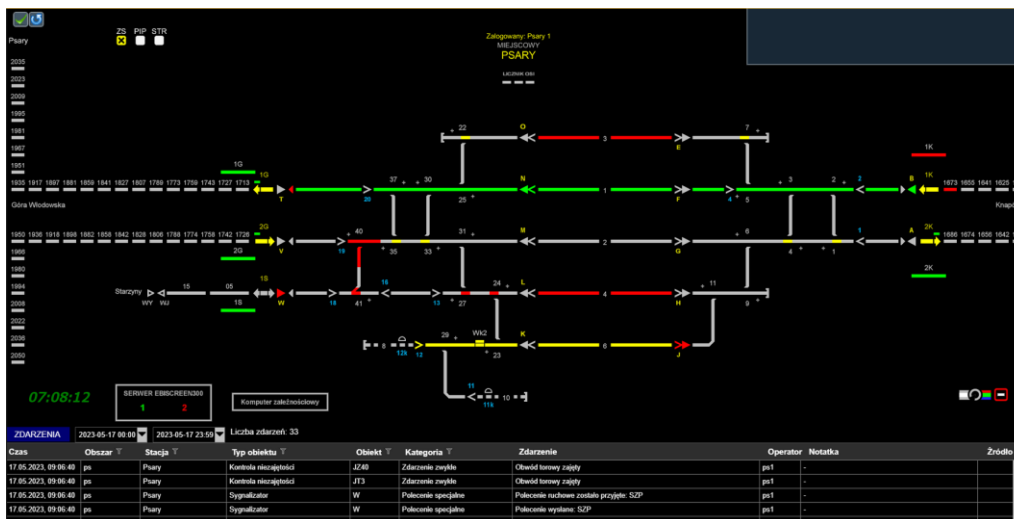 ZS PIP STR
Psary
Zalogowany: Psary 1
MIEJSCOWY
PSARY
LICZNIK OBI
2035
2023
2009
1995
1981
1967
1951
22 + O + 7
3
E
1K
1G
1935 1917 1897 1881 1859 1841 1827 1807 1789 1773 1759 1743 1727 1713 1G
37 + + 30 N + 3 2 + 2 B 1K 1673 1655 1641 1625
T 20 25 + 1 F 4 + 5
Góra Włodowska
Knapó
1950 1936 1918 1898 1882 1858 1842 1828 1806 1788 1774 1758 1742 1726 2G
+ 40 31 + M + 6 1 A 2K 1686 1674 1658 1642
V 19 + 35 33 2 G 4 + + 1
1966
2G
2K
1980
1994
15 05 1S 16 24 + L + 11
Starzyny
WY WJ W 18 41 + 13 + 27 4 H 9 +
2008
1S
2022
2036
29 + Wk2 K
8 12k 12 + 23 6 J
2050
11
11k 10
07:08:12
SERWER EBISCREEN300
1 2
Komputer zależnościowy
ZDARZENIA 2023-05-17 00:00 2023-05-17 23:59 Liczba zdarzeń: 33
Czas Obszar Stacja Typ obiektu Obiekt Kategoria Zdarzenie Operator Notatka Źródło
17.05.2023, 09:06:40 ps Psary Kontrola niezajętości JZ40 Zdarzenie zwykłe Obwód torowy zajęty ps1 -
17.05.2023, 09:06:40 ps Psary Kontrola niezajętości JT3 Zdarzenie zwykłe Obwód torowy zajęty ps1 -
17.05.2023, 09:06:40 ps Psary Sygnalizator W Polecenie specjalne Polecenie ruchowe zostało przyjęte: SZP ps1 -
17.05.2023, 09:06:40 ps Psary Sygnalizator W Polecenie specjalne Polecenie wysłane: SZP ps1 -